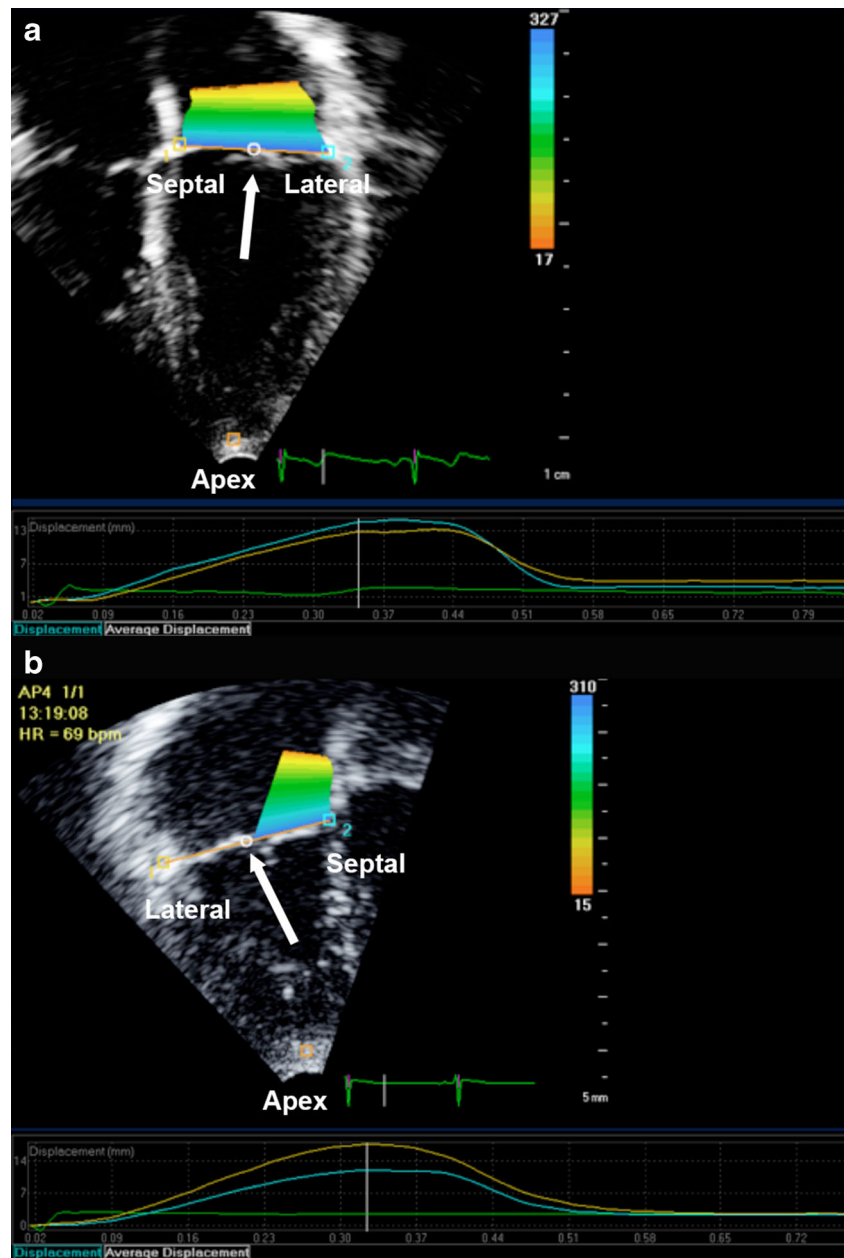 a
327
1
2
Septal
Lateral
17
Apex
1 cm
Displacement (mm)
13
7
1
0.02 0.09 0.16 0.23 0.30 0.37 0.44 0.51 0.58 0.65 0.72 0.79
Displacement Average Displacement
b
AP4 1/1
13:19:08
HR = 69 bpm
310
2
1
Septal
Lateral
15
Apex
5 mm
Displacement (mm)
14
7
0
0.02 0.09 0.16 0.23 0.30 0.37 0.44 0.51 0.58 0.65 0.72
Displacement Average Displacement